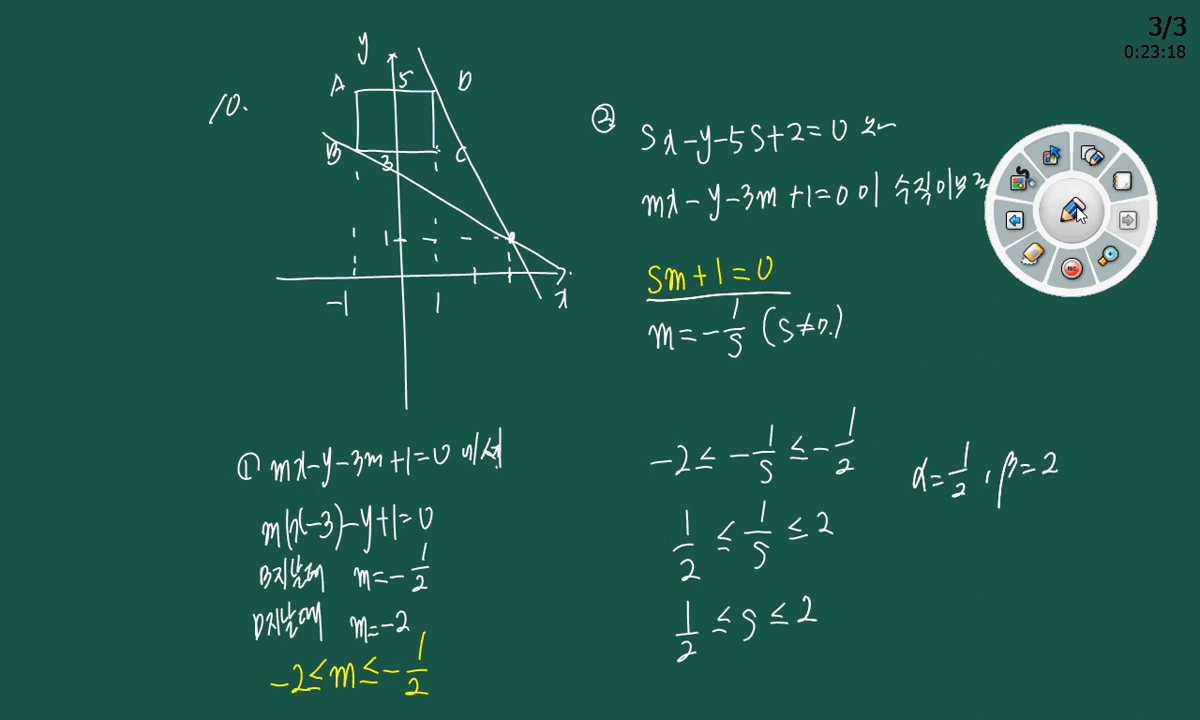 3/3
0:23:18
10.
y
A 5 D
B 3 C
1
-1 1 x
① mx-y-3m+1=0 에서
m(x-3)-y+1=0
B지날때 m=-1/2
D지날때 m=-2
-2≤m≤-1/2
②
sx-y-5s+2=0 와
mx-y-3m+1=0 이 수직이므로
sm+1=0
m=-1/s (s≠0.)
-2≤-1/s≤-1/2
1/2≤1/s≤2
1/2≤s≤2
α=1/2, β=2
REC